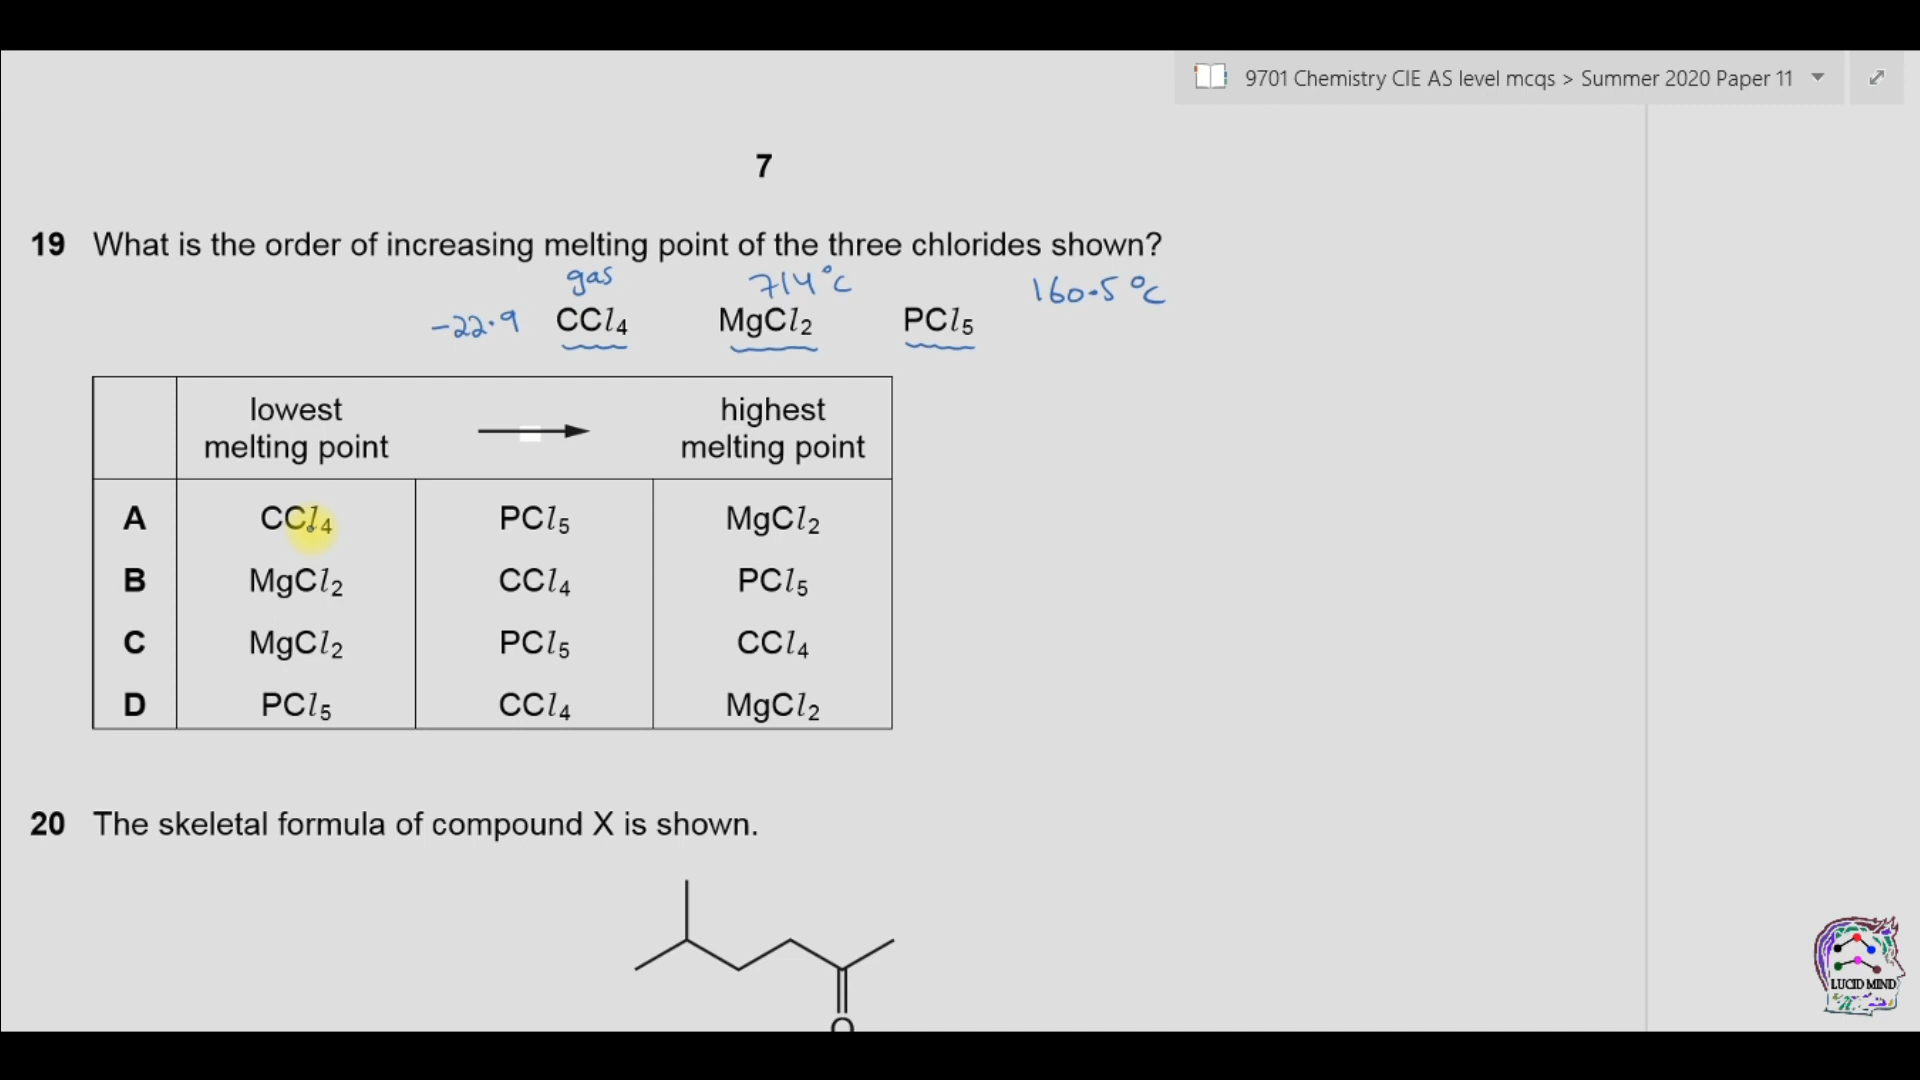 9701 Chemistry CIE AS level mcqs > Summer 2020 Paper 11
7
19 What is the order of increasing melting point of the three chlorides shown?
gas 714°C 160.5°C
-22.9 CCl₄ MgCl₂ PCl₅
lowest melting point → highest melting point
A CCl₄ PCl₅ MgCl₂
B MgCl₂ CCl₄ PCl₅
C MgCl₂ PCl₅ CCl₄
D PCl₅ CCl₄ MgCl₂
20 The skeletal formula of compound X is shown.
O
LUCID MIND